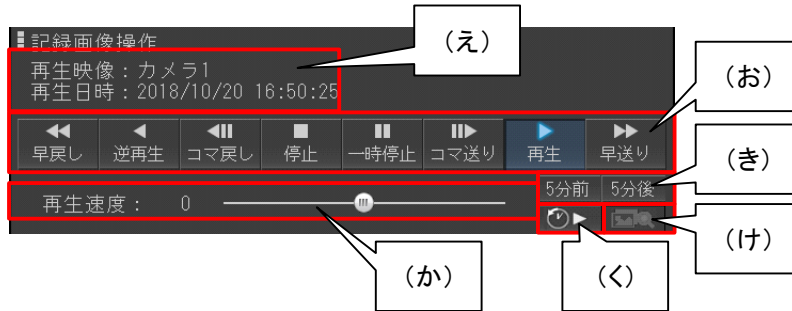 記録画像操作
(え)
再生映像：カメラ1
再生日時：2018/10/20 16:50:25
(お)
早戻し 逆再生 コマ戻し 停止 一時停止 コマ送り 再生 早送り
(き)
5分前 5分後
再生速度： 0
(け)
(か)
(く)